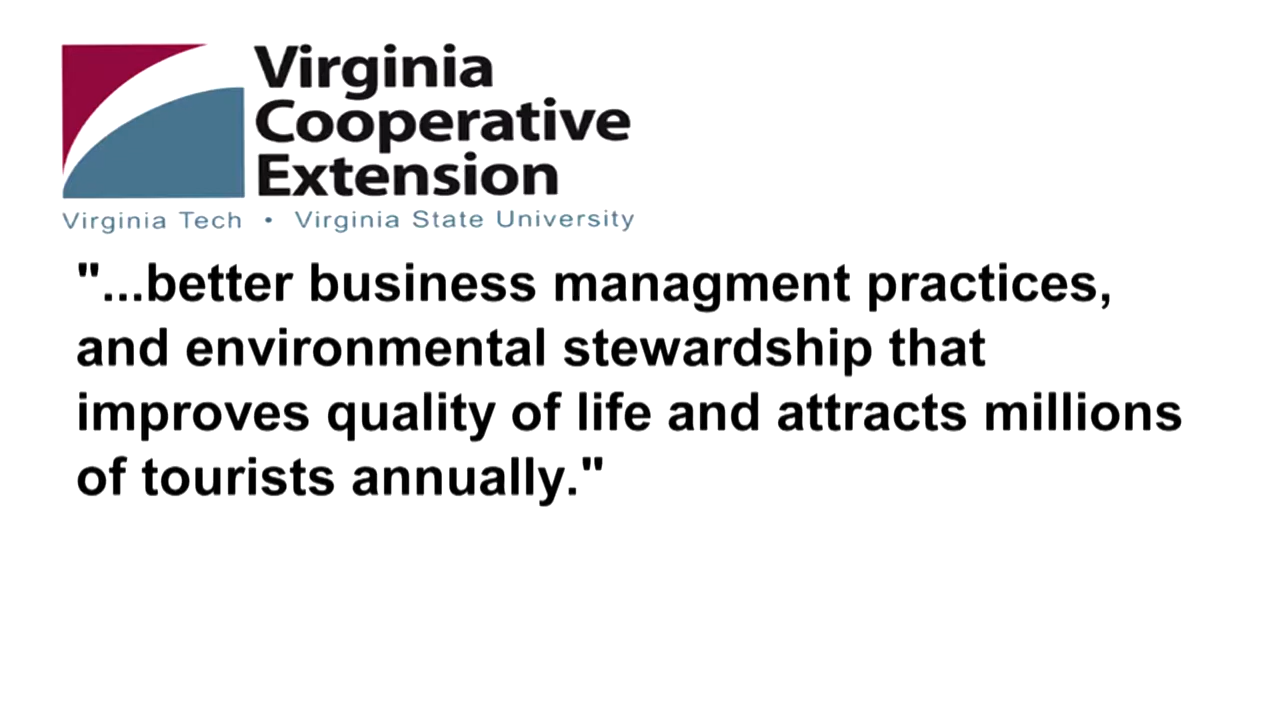 Virginia
Cooperative
Extension
Virginia Tech • Virginia State University
"...better business managment practices,
and environmental stewardship that
improves quality of life and attracts millions
of tourists annually."